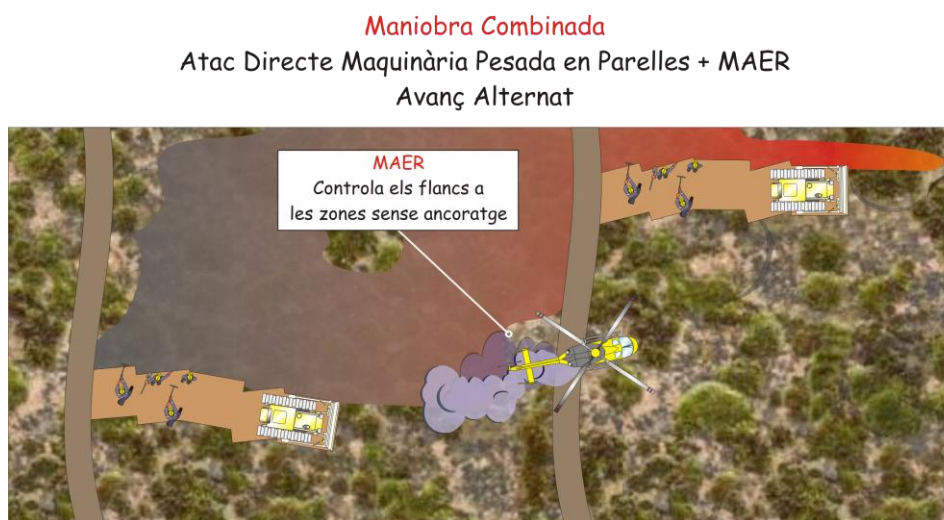 Maniobra Combinada
Atac Directe Maquinària Pesada en Parelles + MAER
Avanç Alternat
MAER
Controla els flancs a
les zones sense ancoratge